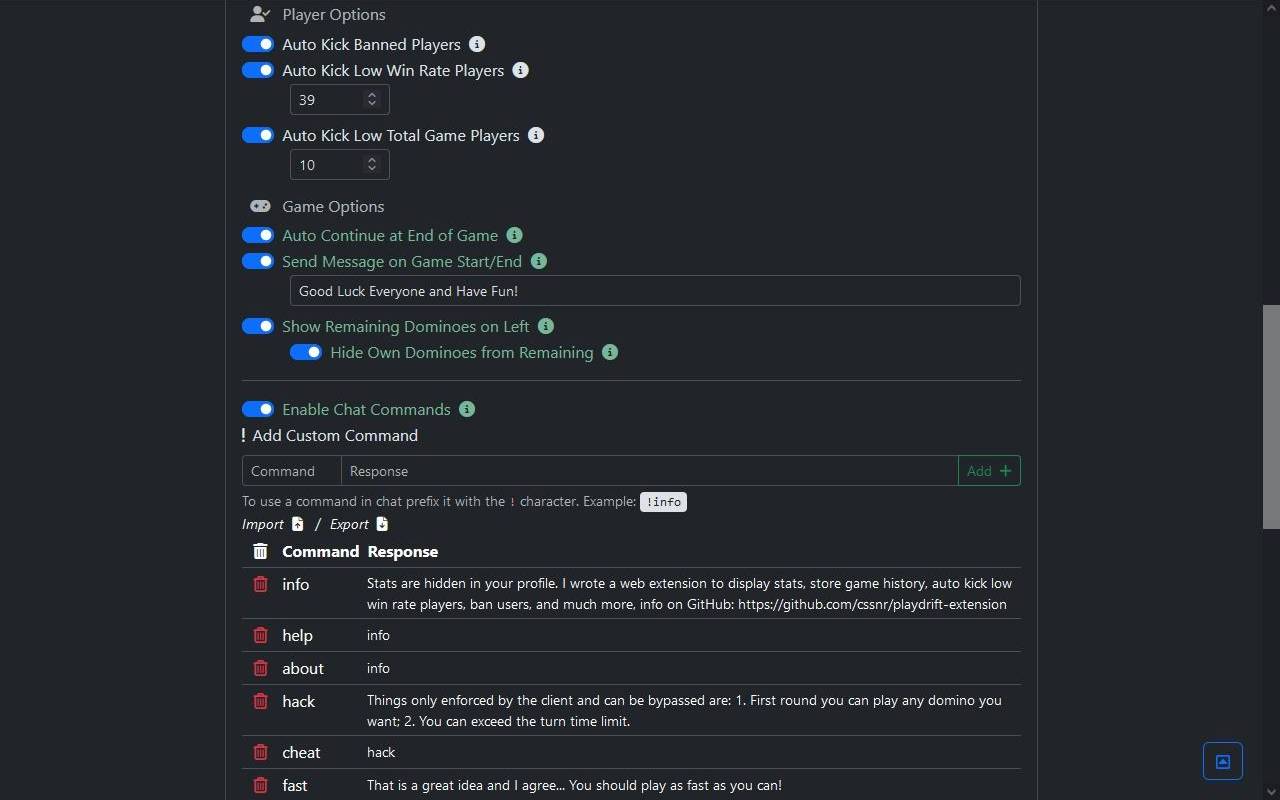 Player Options
Auto Kick Banned Players
Auto Kick Low Win Rate Players
39
Auto Kick Low Total Game Players
10
Game Options
Auto Continue at End of Game
Send Message on Game Start/End
Good Luck Everyone and Have Fun!
Show Remaining Dominoes on Left
Hide Own Dominoes from Remaining
Enable Chat Commands
! Add Custom Command
Command Response Add +
To use a command in chat prefix it with the ! character. Example: !info
Import / Export
Command Response
info Stats are hidden in your profile. I wrote a web extension to display stats, store game history, auto kick low
win rate players, ban users, and much more, info on GitHub: https://github.com/cssnr/playdrift-extension
help info
about info
hack Things only enforced by the client and can be bypassed are: 1. First round you can play any domino you
want; 2. You can exceed the turn time limit.
cheat hack
fast That is a great idea and I agree... You should play as fast as you can!